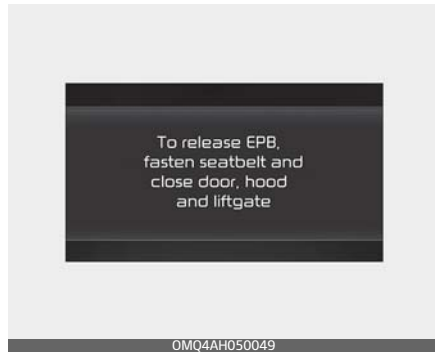 To release EPB,
fasten seatbelt and
close door, hood
and liftgate
OMQ4AH050049